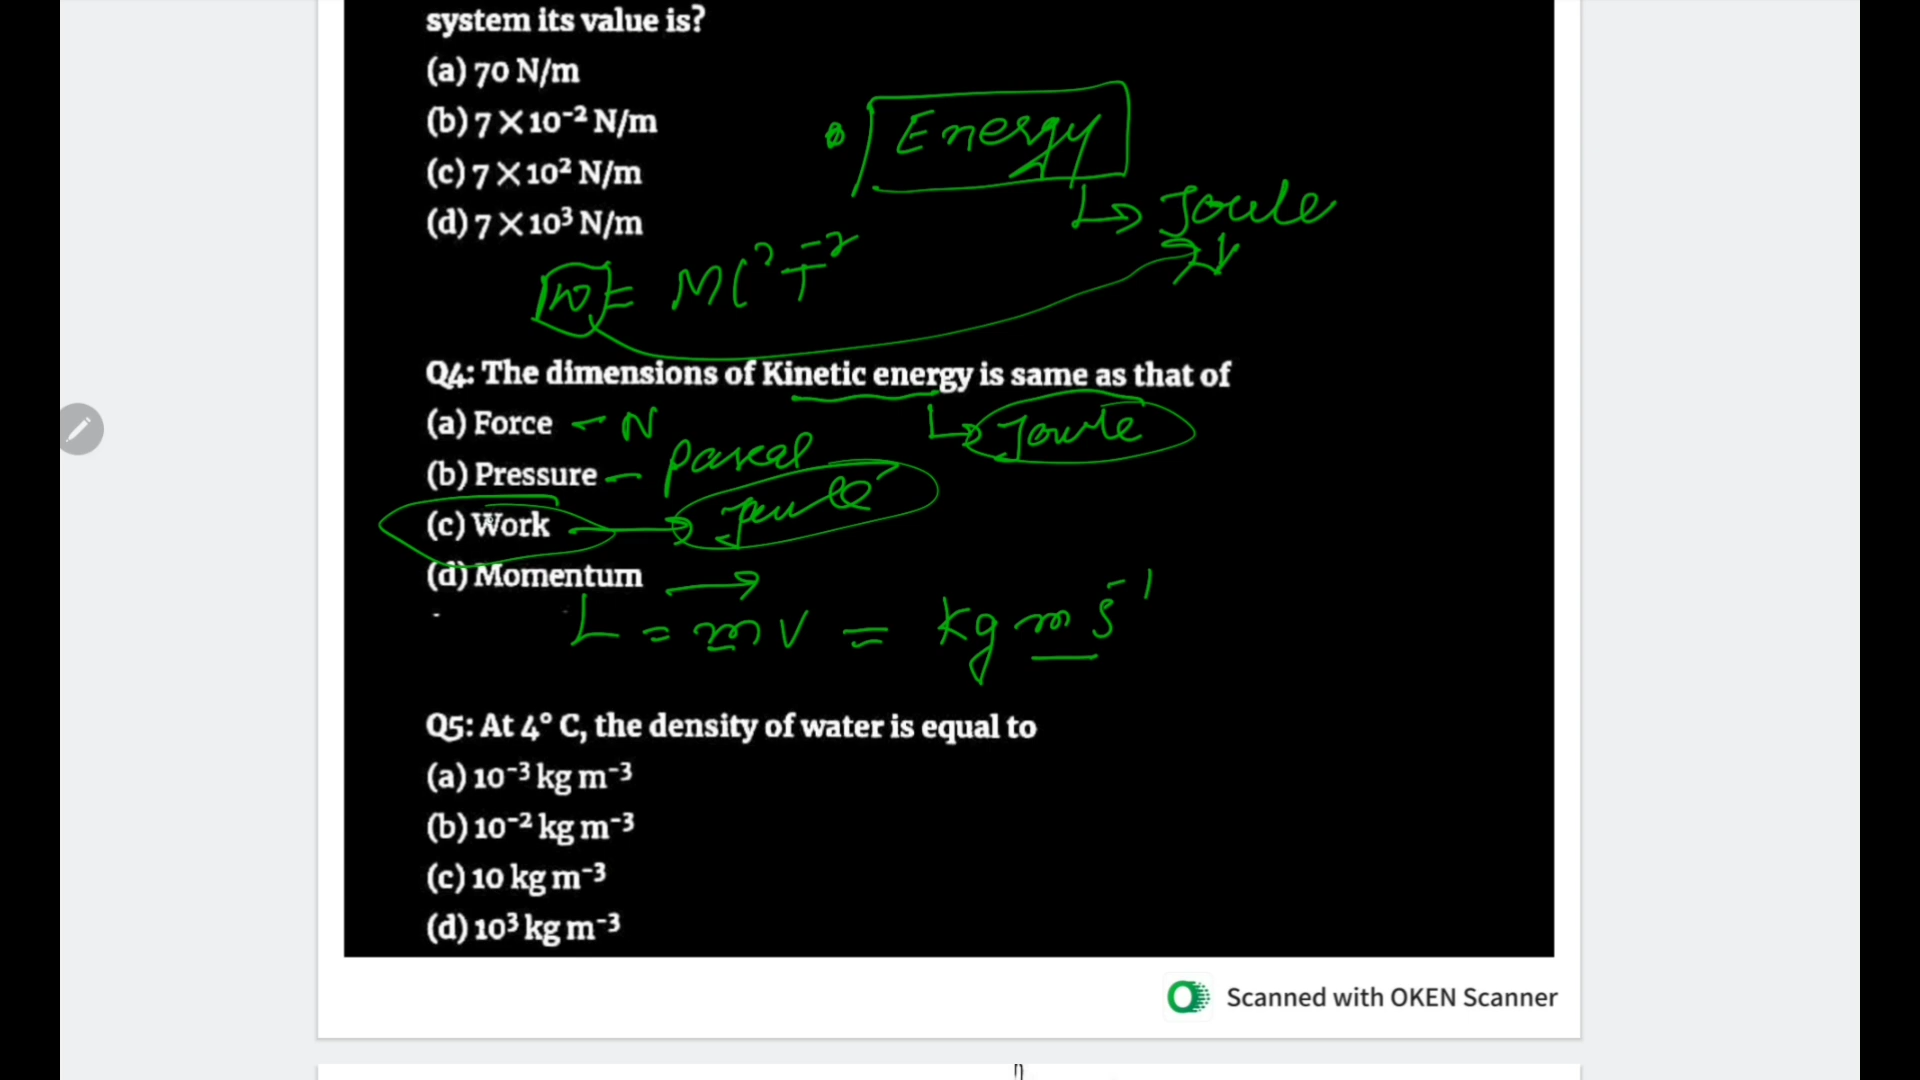 system its value is?
(a) 70 N/m
(b) 7 × 10⁻² N/m
(c) 7 × 10² N/m
(d) 7 × 10³ N/m
Energy
↳ Joule
W = ML²T⁻²
Q4: The dimensions of Kinetic energy is same as that of
(a) Force – N
↳ Joule
(b) Pressure – Pascal
(c) Work → Joule
(d) Momentum →
L = mv = kg m s⁻¹
Q5: At 4° C, the density of water is equal to
(a) 10⁻³ kg m⁻³
(b) 10⁻² kg m⁻³
(c) 10 kg m⁻³
(d) 10³ kg m⁻³
Scanned with OKEN Scanner